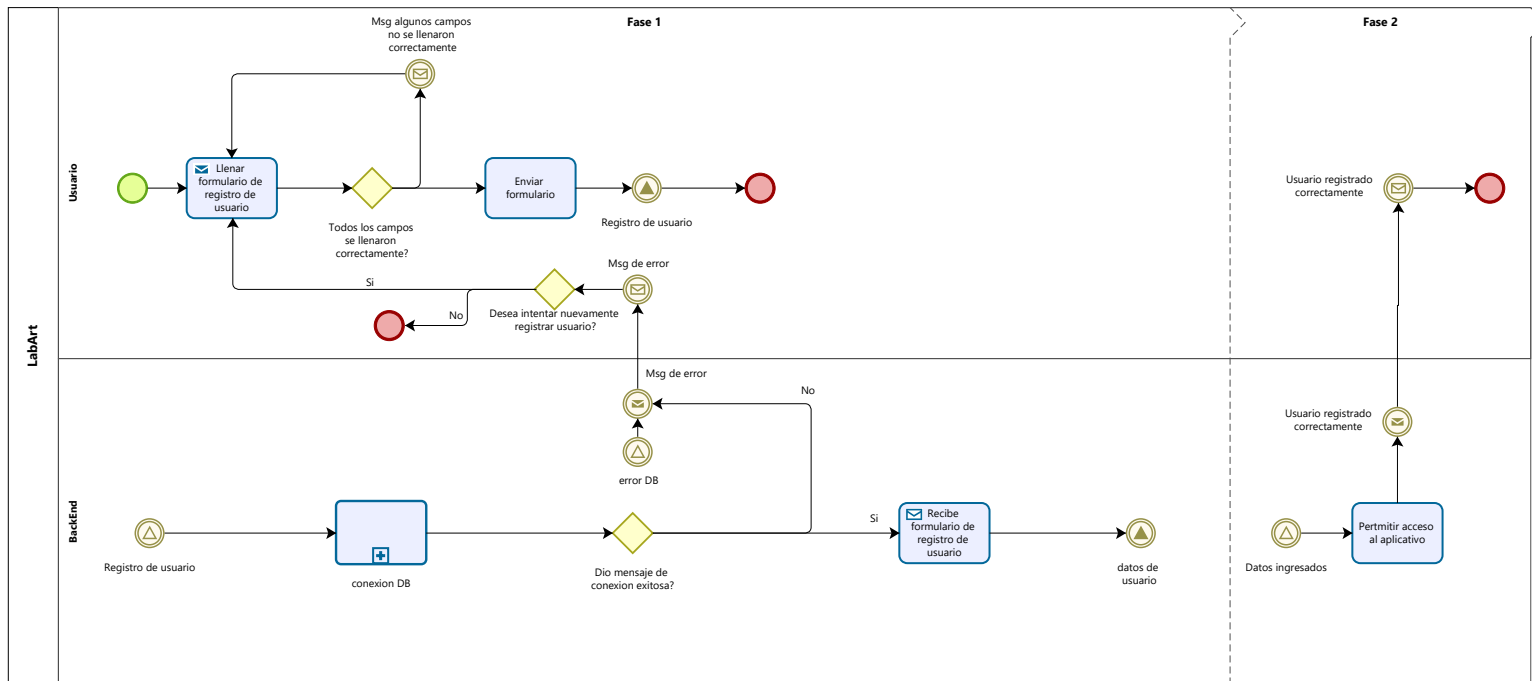 LabArt
Fase 1
Fase 2
Usuario
Msg algunos campos
no se llenaron
correctamente
Llenar
formulario de
registro de
usuario
Todos los campos
se llenaron
correctamente?
Enviar
formulario
Registro de usuario
Usuario registrado
correctamente
Msg de error
Si
No
Desea intentar nuevamente
registrar usuario?
BackEnd
Msg de error
No
error DB
Usuario registrado
correctamente
Registro de usuario
conexion DB
Dio mensaje de
conexion exitosa?
Si
Recibe
formulario de
registro de
usuario
datos de
usuario
Datos ingresados
Pertmitir acceso
al aplicativo